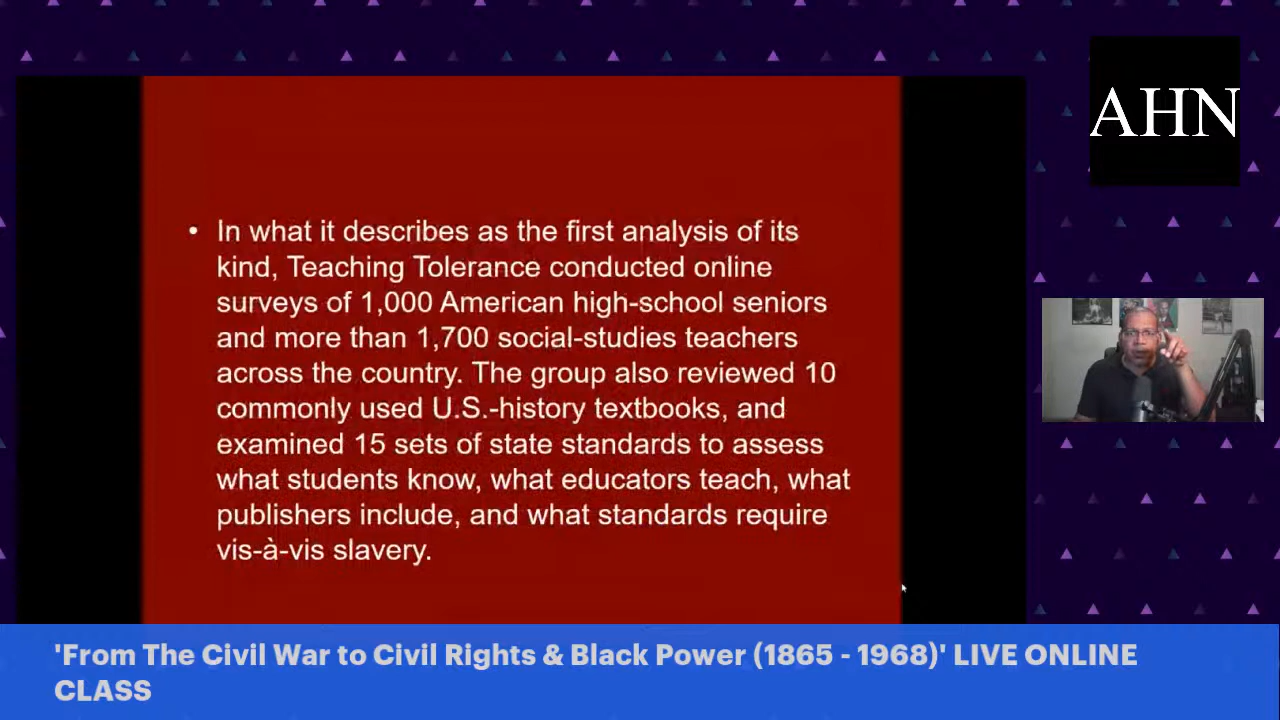 AHN
• In what it describes as the first analysis of its
kind, Teaching Tolerance conducted online
surveys of 1,000 American high-school seniors
and more than 1,700 social-studies teachers
across the country. The group also reviewed 10
commonly used U.S.-history textbooks, and
examined 15 sets of state standards to assess
what students know, what educators teach, what
publishers include, and what standards require
vis-à-vis slavery.
'From The Civil War to Civil Rights & Black Power (1865 - 1968)' LIVE ONLINE
CLASS